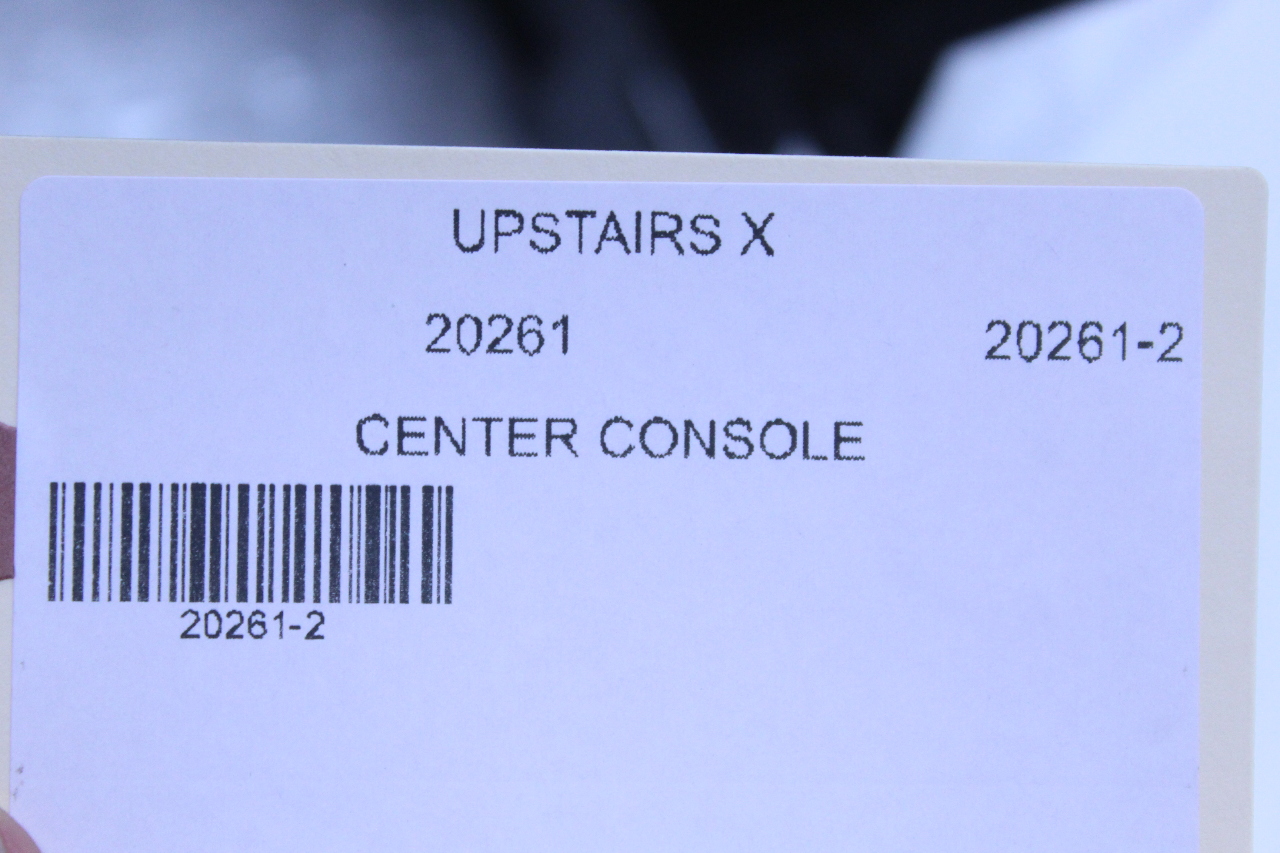 UPSTAIRS X
20261 20261-2
CENTER CONSOLE
20261-2